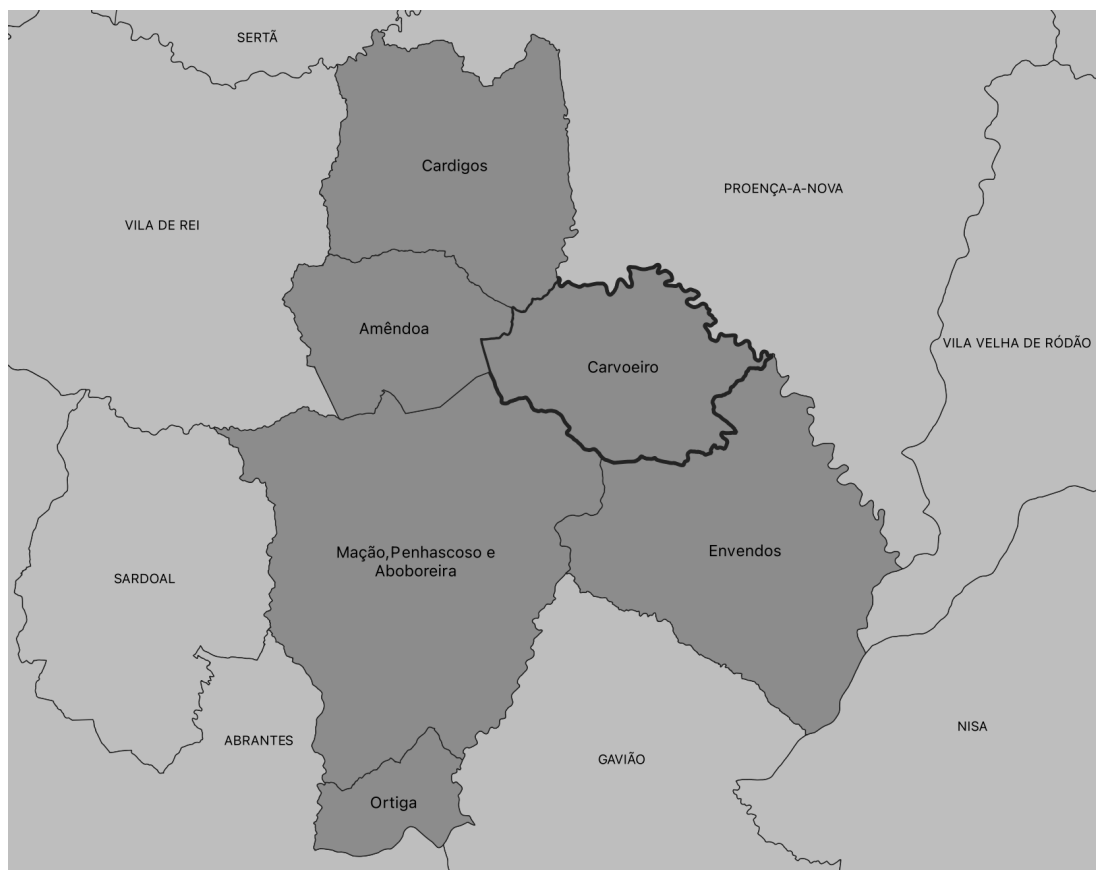 SERTÃ
Cardigos
PROENÇA-A-NOVA
VILA DE REI
Amêndoa
VILA VELHA DE RÓDÃO
Carvoeiro
Mação,Penhascoso e
Aboboreira
Envendos
SARDOAL
NISA
ABRANTES
GAVIÃO
Ortiga